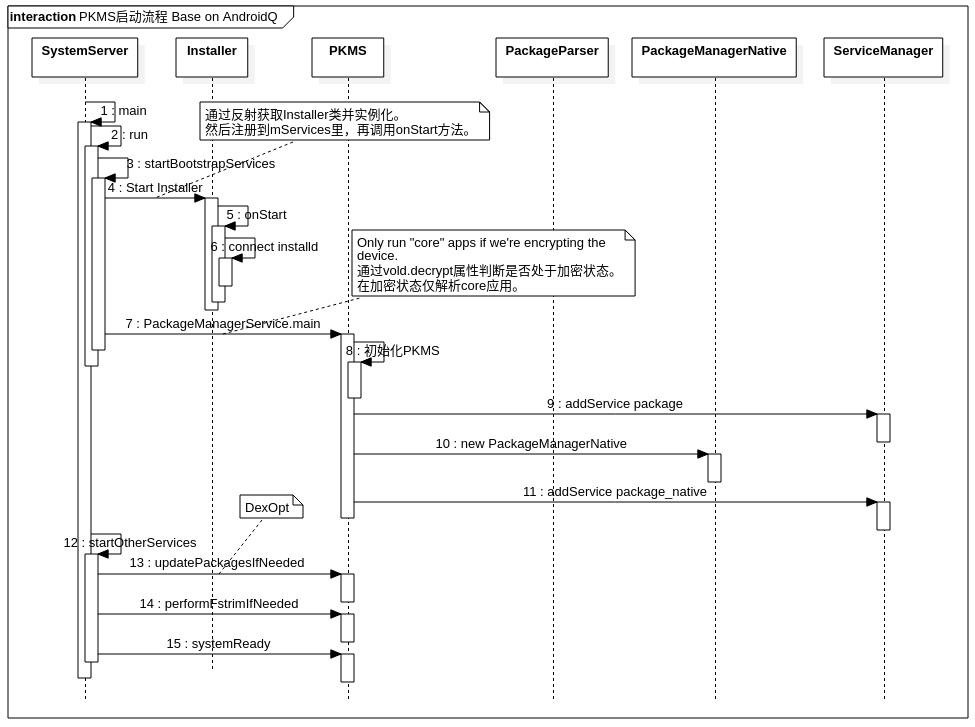 interaction PKMS启动流程 Base on AndroidQ
SystemServer
Installer
PKMS
PackageParser
PackageManagerNative
ServiceManager
1 : main
通过反射获取Installer类并实例化。
然后注册到mServices里，再调用onStart方法。
2 : run
3 : startBootstrapServices
4 : Start Installer
5 : onStart
6 : connect installd
Only run "core" apps if we're encrypting the
device.
通过vold.decrypt属性判断是否处于加密状态。
在加密状态仅解析core应用。
7 : PackageManagerService.main
8 : 初始化PKMS
9 : addService package
10 : new PackageManagerNative
11 : addService package_native
DexOpt
12 : startOtherServices
13 : updatePackagesIfNeeded
14 : performFstrimIfNeeded
15 : systemReady